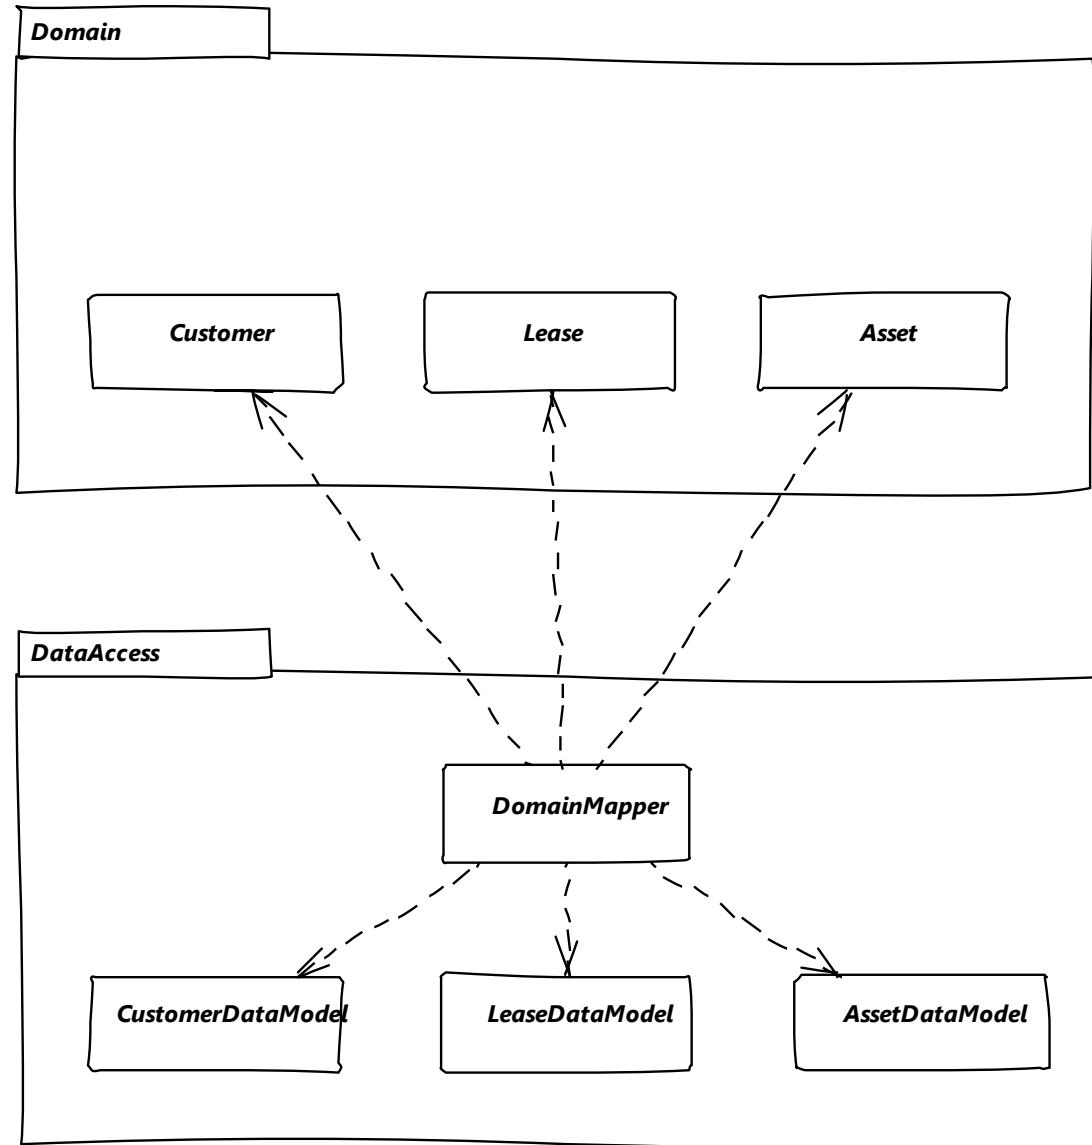 Domain
Customer
Lease
Asset
DataAccess
DomainMapper
CustomerDataModel
LeaseDataModel
AssetDataModel